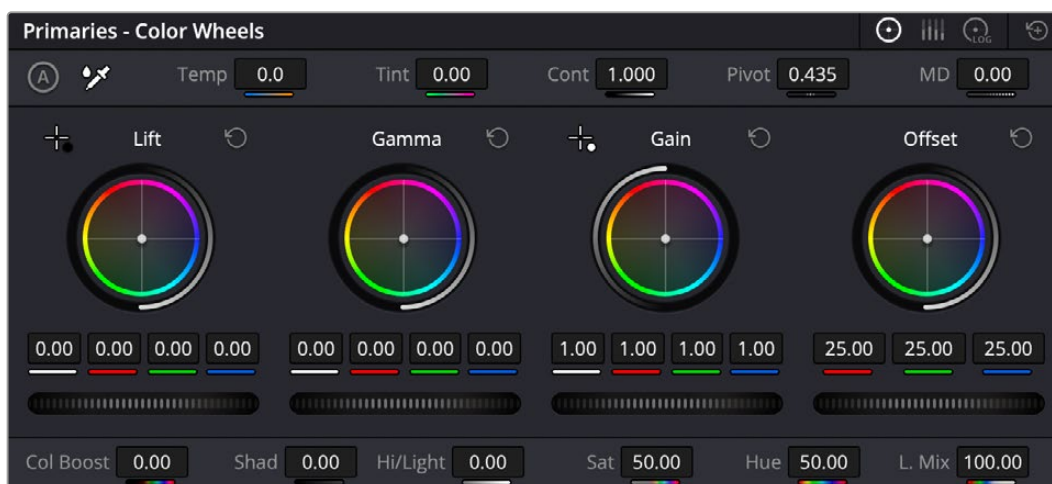 Primaries - Color Wheels
LOG
A Temp 0.0 Tint 0.00 Cont 1.000 Pivot 0.435 MD 0.00
Lift Gamma Gain Offset
0.00 0.00 0.00 0.00 0.00 0.00 0.00 0.00 1.00 1.00 1.00 1.00 25.00 25.00 25.00
Col Boost 0.00 Shad 0.00 Hi/Light 0.00 Sat 50.00 Hue 50.00 L. Mix 100.00